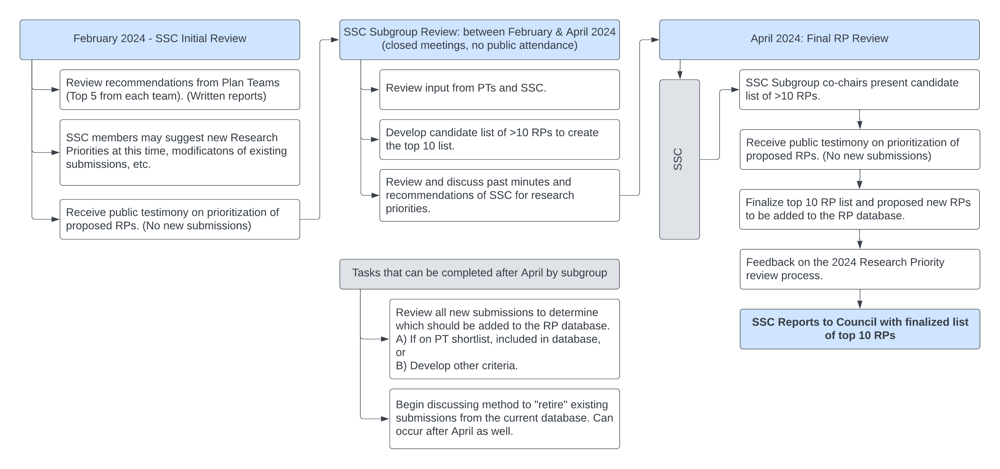 February 2024 - SSC Initial Review
Review recommendations from Plan Teams
(Top 5 from each team). (Written reports)
SSC members may suggest new Research
Priorities at this time, modificatons of existing
submissions, etc.
Receive public testimony on prioritization of
proposed RPs. (No new submissions)
SSC Subgroup Review: between February & April 2024
(closed meetings, no public attendance)
Review input from PTs and SSC.
Develop candidate list of >10 RPs to create
the top 10 list.
Review and discuss past minutes and
recommendations of SSC for research
priorities.
Tasks that can be completed after April by subgroup
Review all new submissions to determine
which should be added to the RP database.
A) If on PT shortlist, included in database,
or
B) Develop other criteria.
Begin discussing method to "retire" existing
submissions from the current database. Can
occur after April as well.
April 2024: Final RP Review
SSC
SSC Subgroup co-chairs present candidate
list of >10 RPs.
Receive public testimony on prioritization of
proposed RPs. (No new submissions)
Finalize top 10 RP list and proposed new RPs
to be added to the RP database.
Feedback on the 2024 Research Priority
review process.
SSC Reports to Council with finalized list
of top 10 RPs